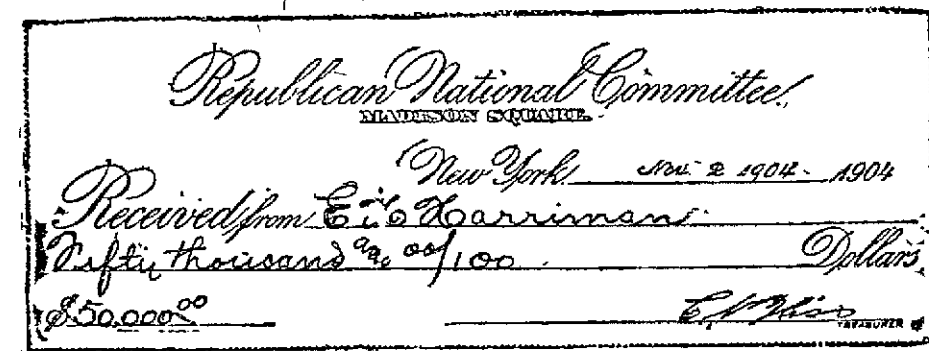 Republican National Committee.
MADISON SQUARE.
New York Nov. 2 1904. 1904
Received from E. H. Harriman
Fifty thousand and 00/100 Dollars
$50,000.00 C N Bliss
TREASURER